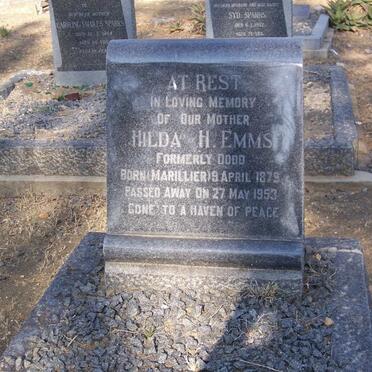 AT REST
IN LOVING MEMORY
OF OUR MOTHER
HILDA H. EMMS
FORMERLY DODD
BORN (MARILLIER) 9 APRIL 1879
PASSED AWAY ON 27 MAY 1953
GONE TO A HAVEN OF PEACE
SYD SPARKS